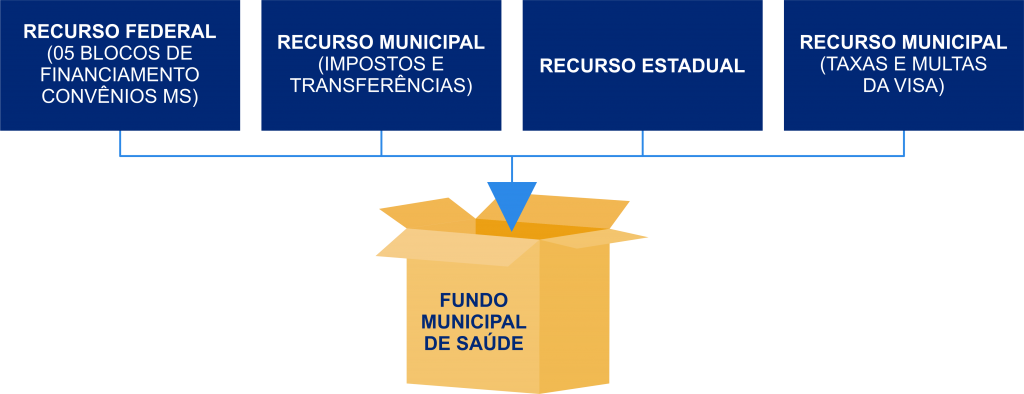 RECURSO FEDERAL
(05 BLOCOS DE
FINANCIAMENTO
CONVÊNIOS MS)
RECURSO MUNICIPAL
(IMPOSTOS E
TRANSFERÊNCIAS)
RECURSO ESTADUAL
RECURSO MUNICIPAL
(TAXAS E MULTAS
DA VISA)
FUNDO
MUNICIPAL
DE SAÚDE